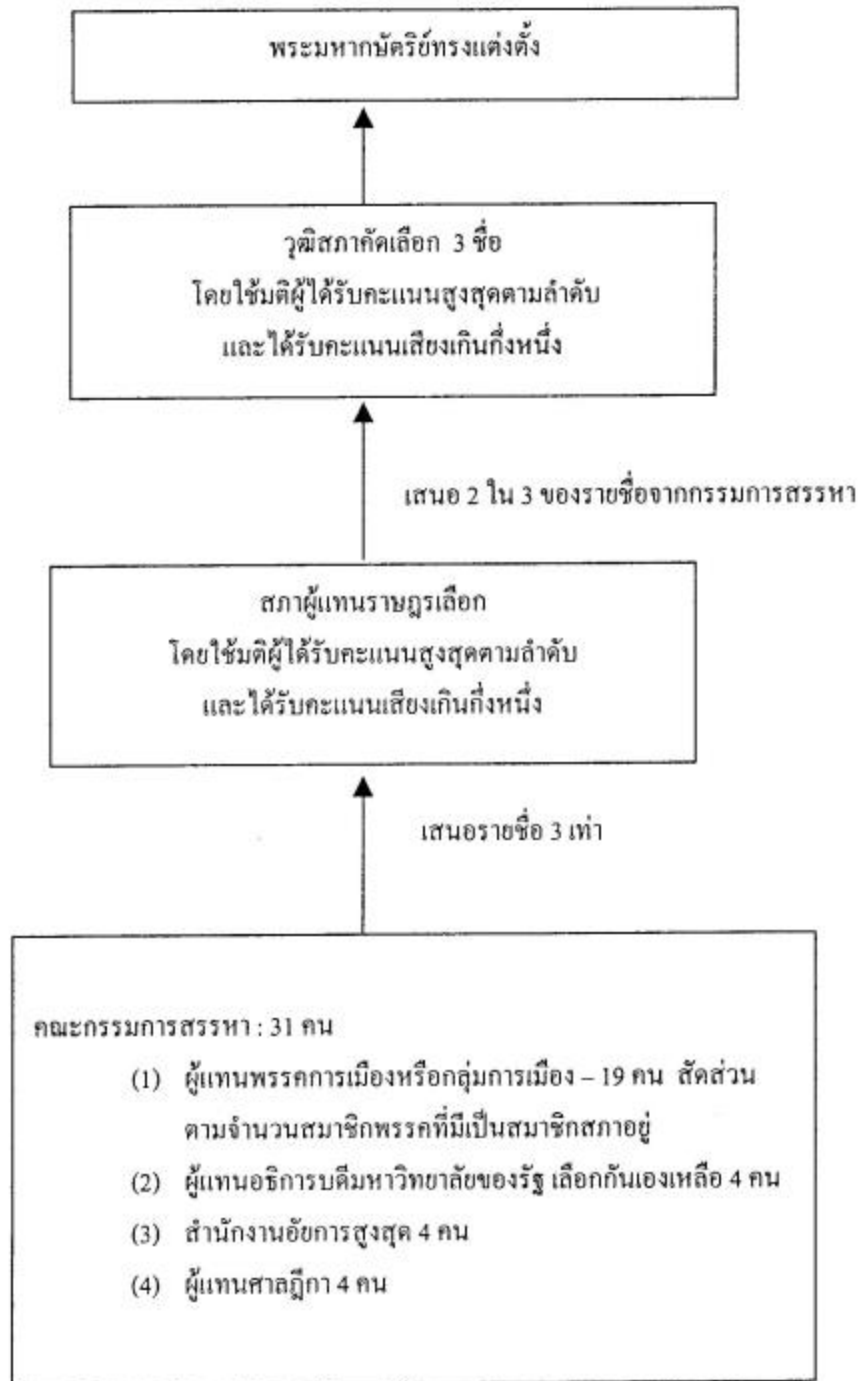 พระมหากษัตริย์ทรงแต่งตั้ง
วุฒิสภาคัดเลือก 3 ชื่อ
โดยใช้มติผู้ได้รับคะแนนสูงสุดตามลำดับ
และได้รับคะแนนเสียงเกินกึ่งหนึ่ง
เสนอ 2 ใน 3 ของรายชื่อจากกรรมการสรรหา
สภาผู้แทนราษฎรเลือก
โดยใช้มติผู้ได้รับคะแนนสูงสุดตามลำดับ
และได้รับคะแนนเสียงเกินกึ่งหนึ่ง
เสนอรายชื่อ 3 เท่า
คณะกรรมการสรรหา : 31 คน
(1) ผู้แทนพรรคการเมืองหรือกลุ่มการเมือง – 19 คน สัดส่วน
ตามจำนวนสมาชิกพรรคที่มีเป็นสมาชิกสภาอยู่
(2) ผู้แทนอธิการบดีมหาวิทยาลัยของรัฐ เลือกกันเองเหลือ 4 คน
(3) สำนักงานอัยการสูงสุด 4 คน
(4) ผู้แทนศาลฎีกา 4 คน